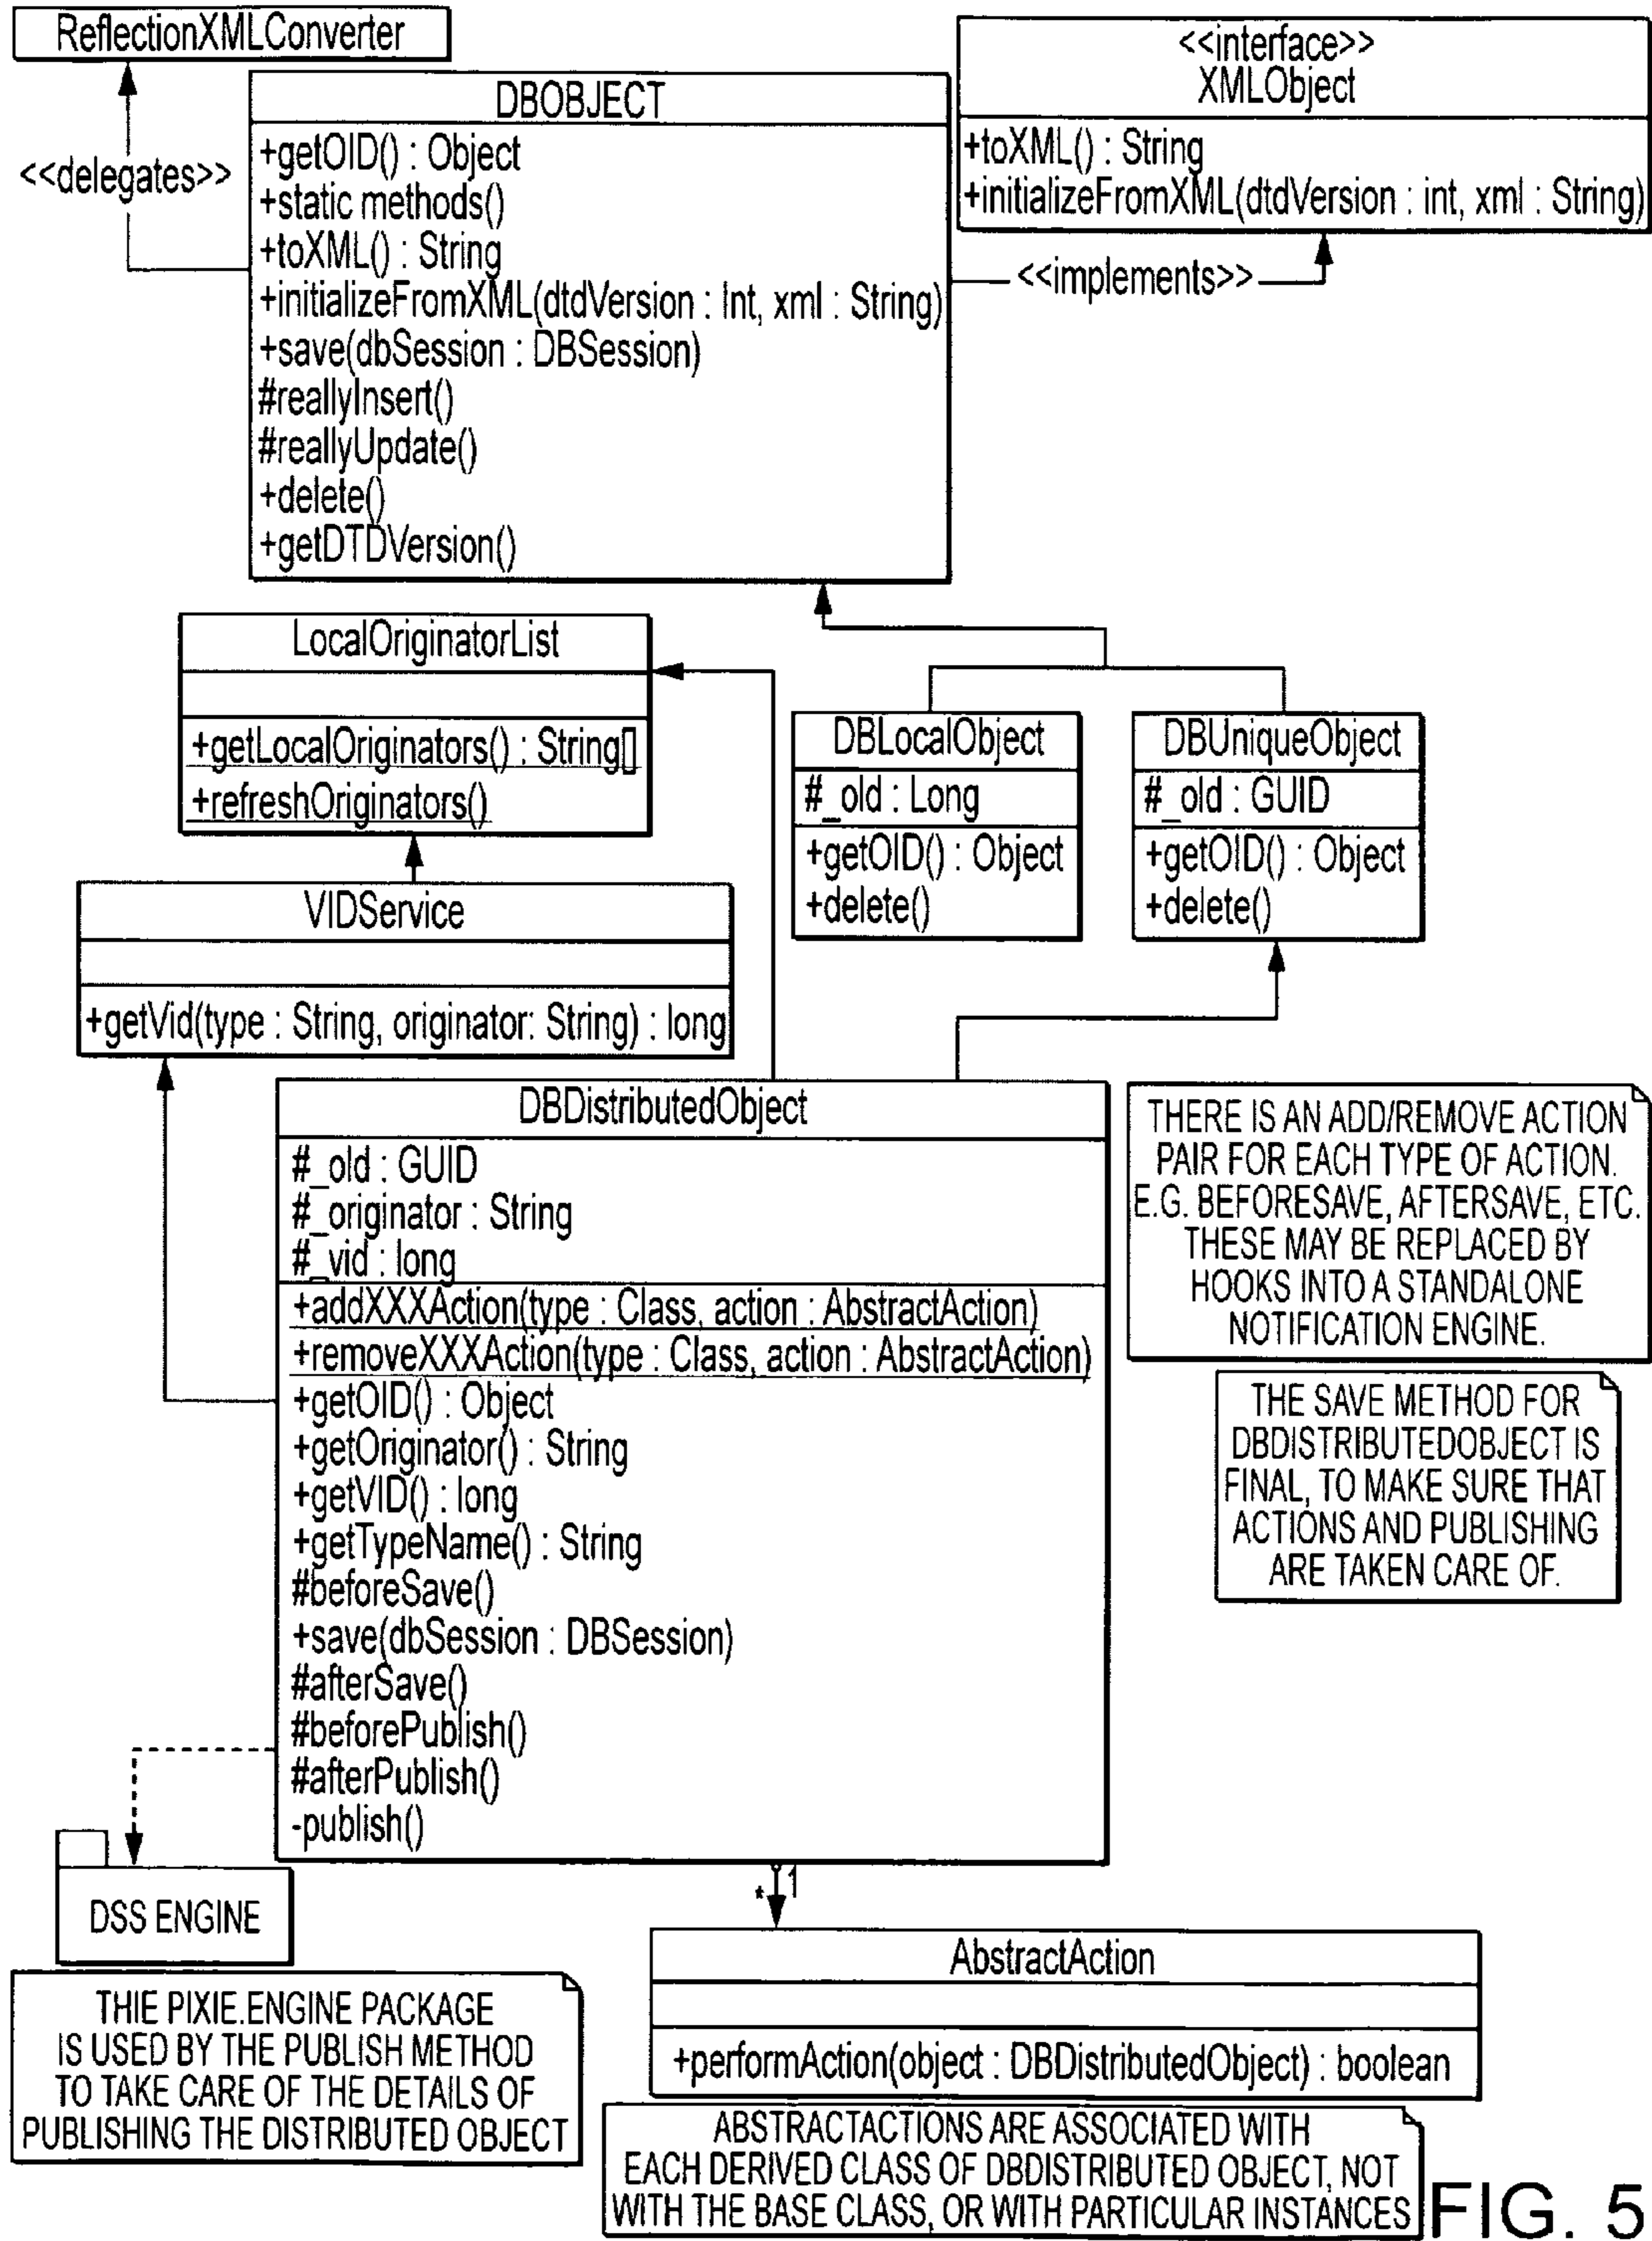 ReflectionXMLConverter
<<delegates>>
DBOBJECT
+getOID() : Object
+static methods()
+toXML() : String
+initializeFromXML(dtdVersion : Int, xml : String)
+save(dbSession : DBSession)
#reallyInsert()
#reallyUpdate()
+delete()
+getDTDVersion()
<<interface>>
XMLObject
+toXML() : String
+initializeFromXML(dtdVersion : int, xml : String)
<<implements>>
LocalOriginatorList
+getLocalOriginators() : String[]
+refreshOriginators()
DBLocalObject
#_old : Long
+getOID() : Object
+delete()
DBUniqueObject
#_old : GUID
+getOID() : Object
+delete()
VIDService
+getVid(type : String, originator: String) : long
DBDistributedObject
#_old : GUID
#_originator : String
#_vid : long
+addXXXAction(type : Class, action : AbstractAction)
+removeXXXAction(type : Class, action : AbstractAction)
+getOID() : Object
+getOriginator() : String
+getVID() : long
+getTypeName() : String
#beforeSave()
+save(dbSession : DBSession)
#afterSave()
#beforePublish()
#afterPublish()
-publish()
THERE IS AN ADD/REMOVE ACTION
PAIR FOR EACH TYPE OF ACTION.
E.G. BEFORESAVE, AFTERSAVE, ETC.
THESE MAY BE REPLACED BY
HOOKS INTO A STANDALONE
NOTIFICATION ENGINE.
THE SAVE METHOD FOR
DBDISTRIBUTEDOBJECT IS
FINAL, TO MAKE SURE THAT
ACTIONS AND PUBLISHING
ARE TAKEN CARE OF.
DSS ENGINE
* 1
THIE PIXIE.ENGINE PACKAGE
IS USED BY THE PUBLISH METHOD
TO TAKE CARE OF THE DETAILS OF
PUBLISHING THE DISTRIBUTED OBJECT
AbstractAction
+performAction(object : DBDistributedObject) : boolean
ABSTRACTACTIONS ARE ASSOCIATED WITH
EACH DERIVED CLASS OF DBDISTRIBUTED OBJECT, NOT
WITH THE BASE CLASS, OR WITH PARTICULAR INSTANCES
FIG. 5